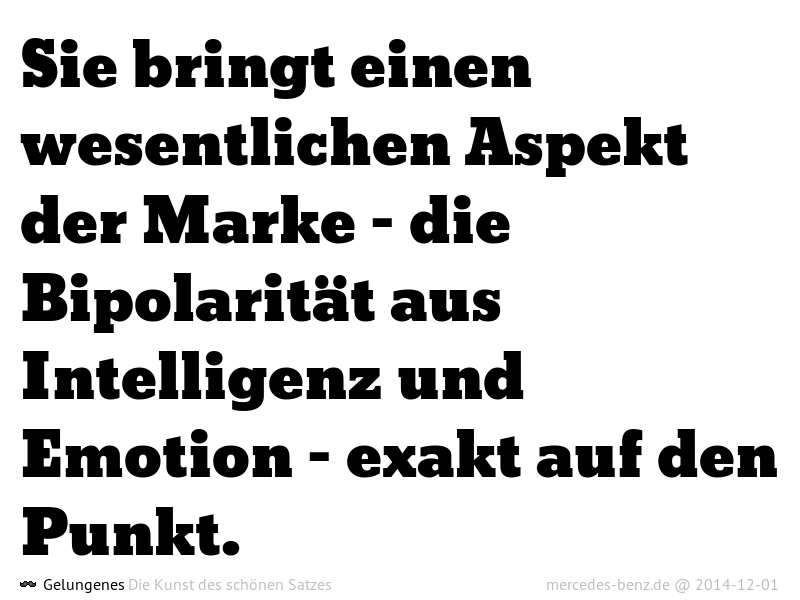 Sie bringt einen
wesentlichen Aspekt
der Marke - die
Bipolarität aus
Intelligenz und
Emotion - exakt auf den
Punkt.
Gelungenes Die Kunst des schönen Satzes
mercedes-benz.de @ 2014-12-01